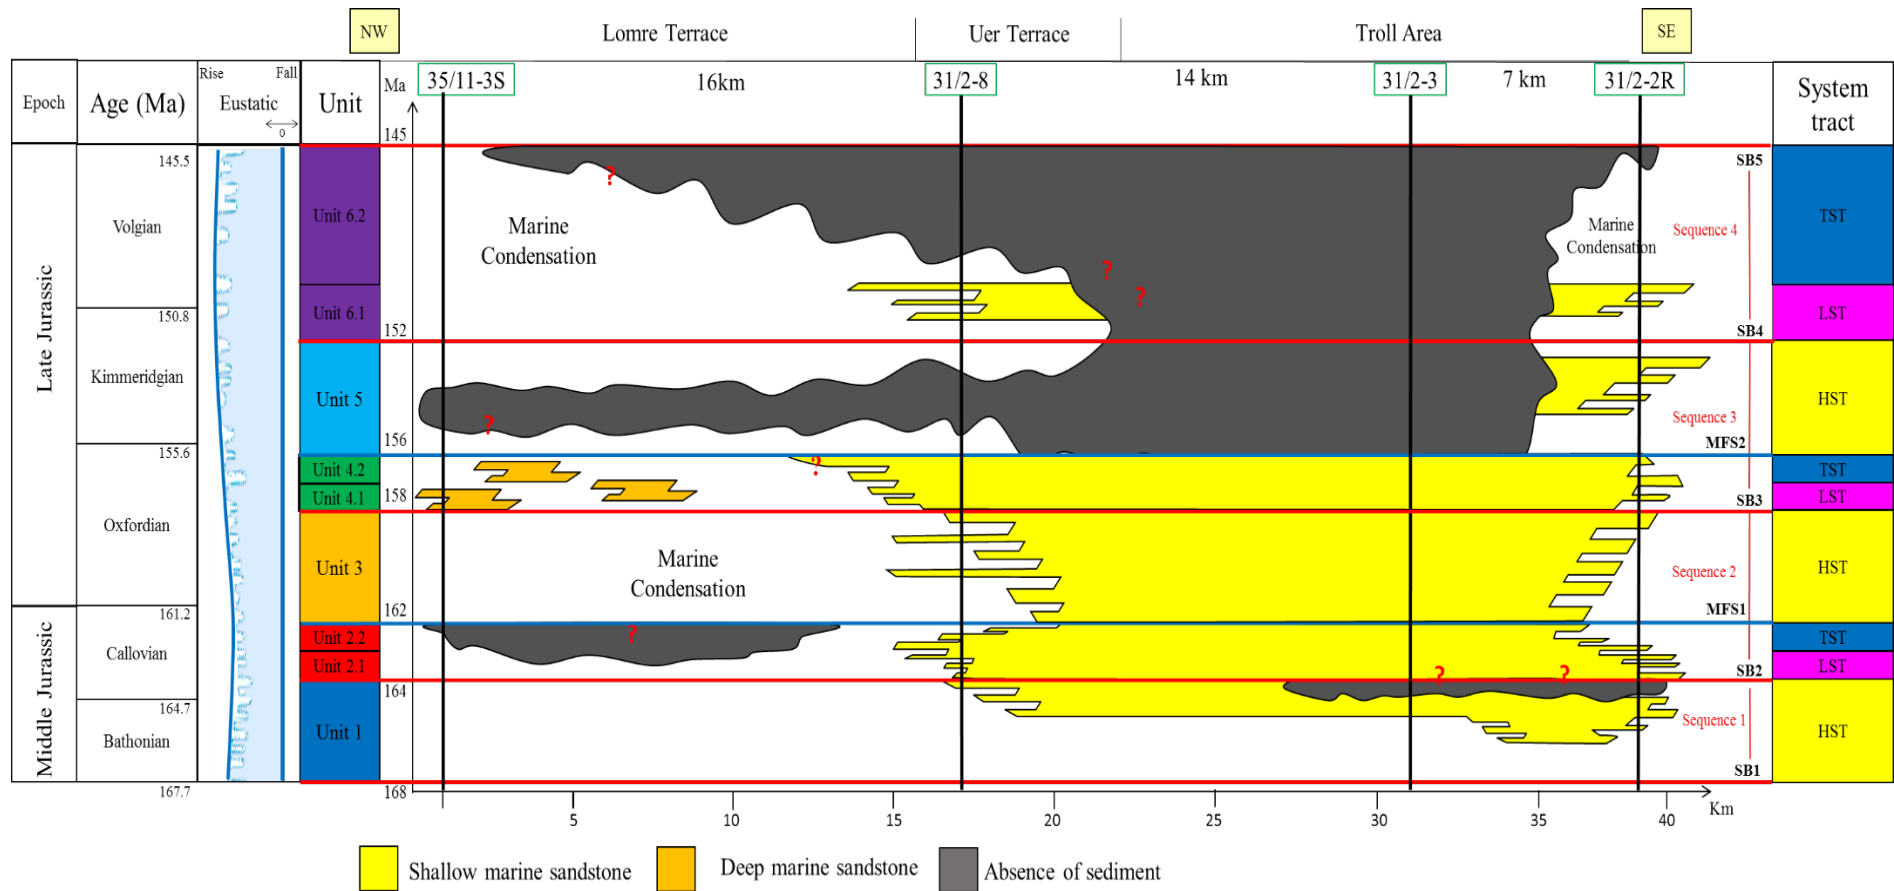 NW
Lomre Terrace
Uer Terrace
Troll Area
SE
Epoch
Age (Ma)
Rise
Fall
Eustatic
0
Unit
Ma
35/11-3S
16km
31/2-8
14 km
31/2-3
7 km
31/2-2R
System
tract
Late Jurassic
Middle Jurassic
145.5
Volgian
150.8
Kimmeridgian
155.6
Oxfordian
161.2
Callovian
164.7
Bathonian
167.7
Unit 6.2
Unit 6.1
Unit 5
Unit 4.2
Unit 4.1
Unit 3
Unit 2.2
Unit 2.1
Unit 1
145
152
156
158
162
164
168
?
Marine
Condensation
?
?
Marine
Condensation
?
?
Marine
Condensation
?
?
?
SB5
Sequence 4
SB4
Sequence 3
MFS2
SB3
Sequence 2
MFS1
SB2
Sequence 1
SB1
TST
LST
HST
TST
LST
HST
TST
LST
HST
5
10
15
20
25
30
35
40
Km
Shallow marine sandstone
Deep marine sandstone
Absence of sediment